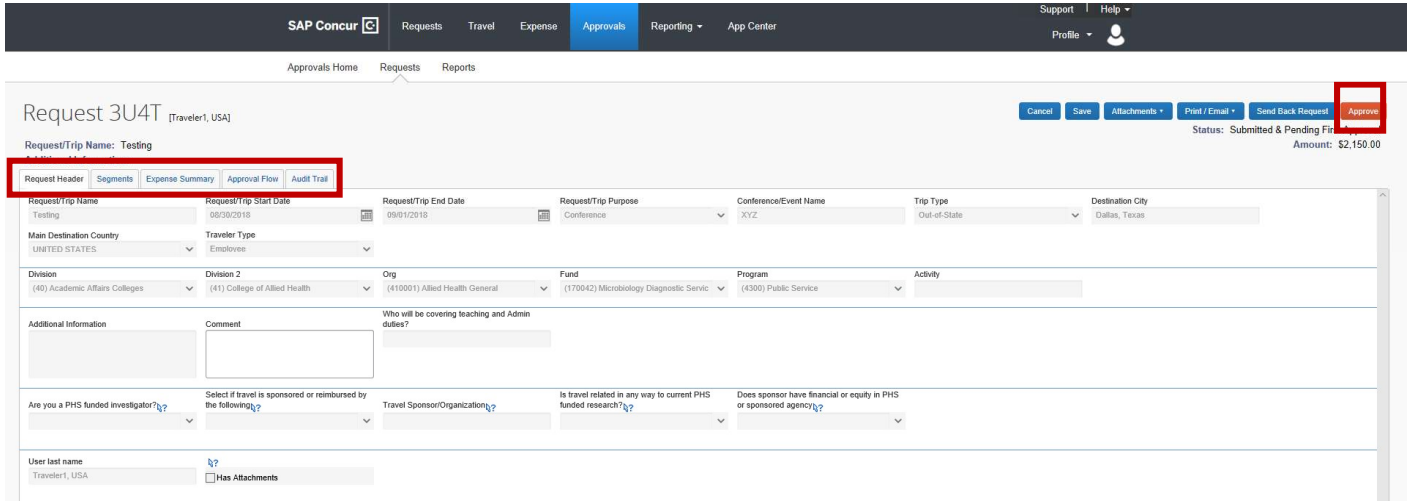 Support | Help
SAP Concur C Requests Travel Expense Approvals Reporting App Center
Profile
Approvals Home Requests Reports
Request 3U4T [Traveler1, USA]
Cancel Save Attachments Print / Email Send Back Request Approve
Status: Submitted & Pending
Request/Trip Name: Testing
Amount: $2,150.00
Request Header Segments Expense Summary Approval Flow Audit Trail
Request/Trip Name Request/Trip Start Date Request/Trip End Date Request/Trip Purpose Conference/Event Name Trip Type Destination City
Testing 08/30/2018 09/01/2018 Conference XYZ Out-of-State Dallas, Texas
Main Destination Country Traveler Type
UNITED STATES Employee
Division Division 2 Org Fund Program Activity
(40) Academic Affairs Colleges (41) College of Allied Health (410001) Allied Health General (170042) Microbiology Diagnostic Servic (4300) Public Service
Additional Information Comment Who will be covering teaching and Admin
duties?
Are you a PHS funded investigator? Select if travel is sponsored or reimbursed by
the following ? Travel Sponsor/Organization ? Is travel related in any way to current PHS
funded research? ? Does sponsor have financial or equity in PHS
or sponsored agency ?
User last name ?
Traveler1, USA Has Attachments